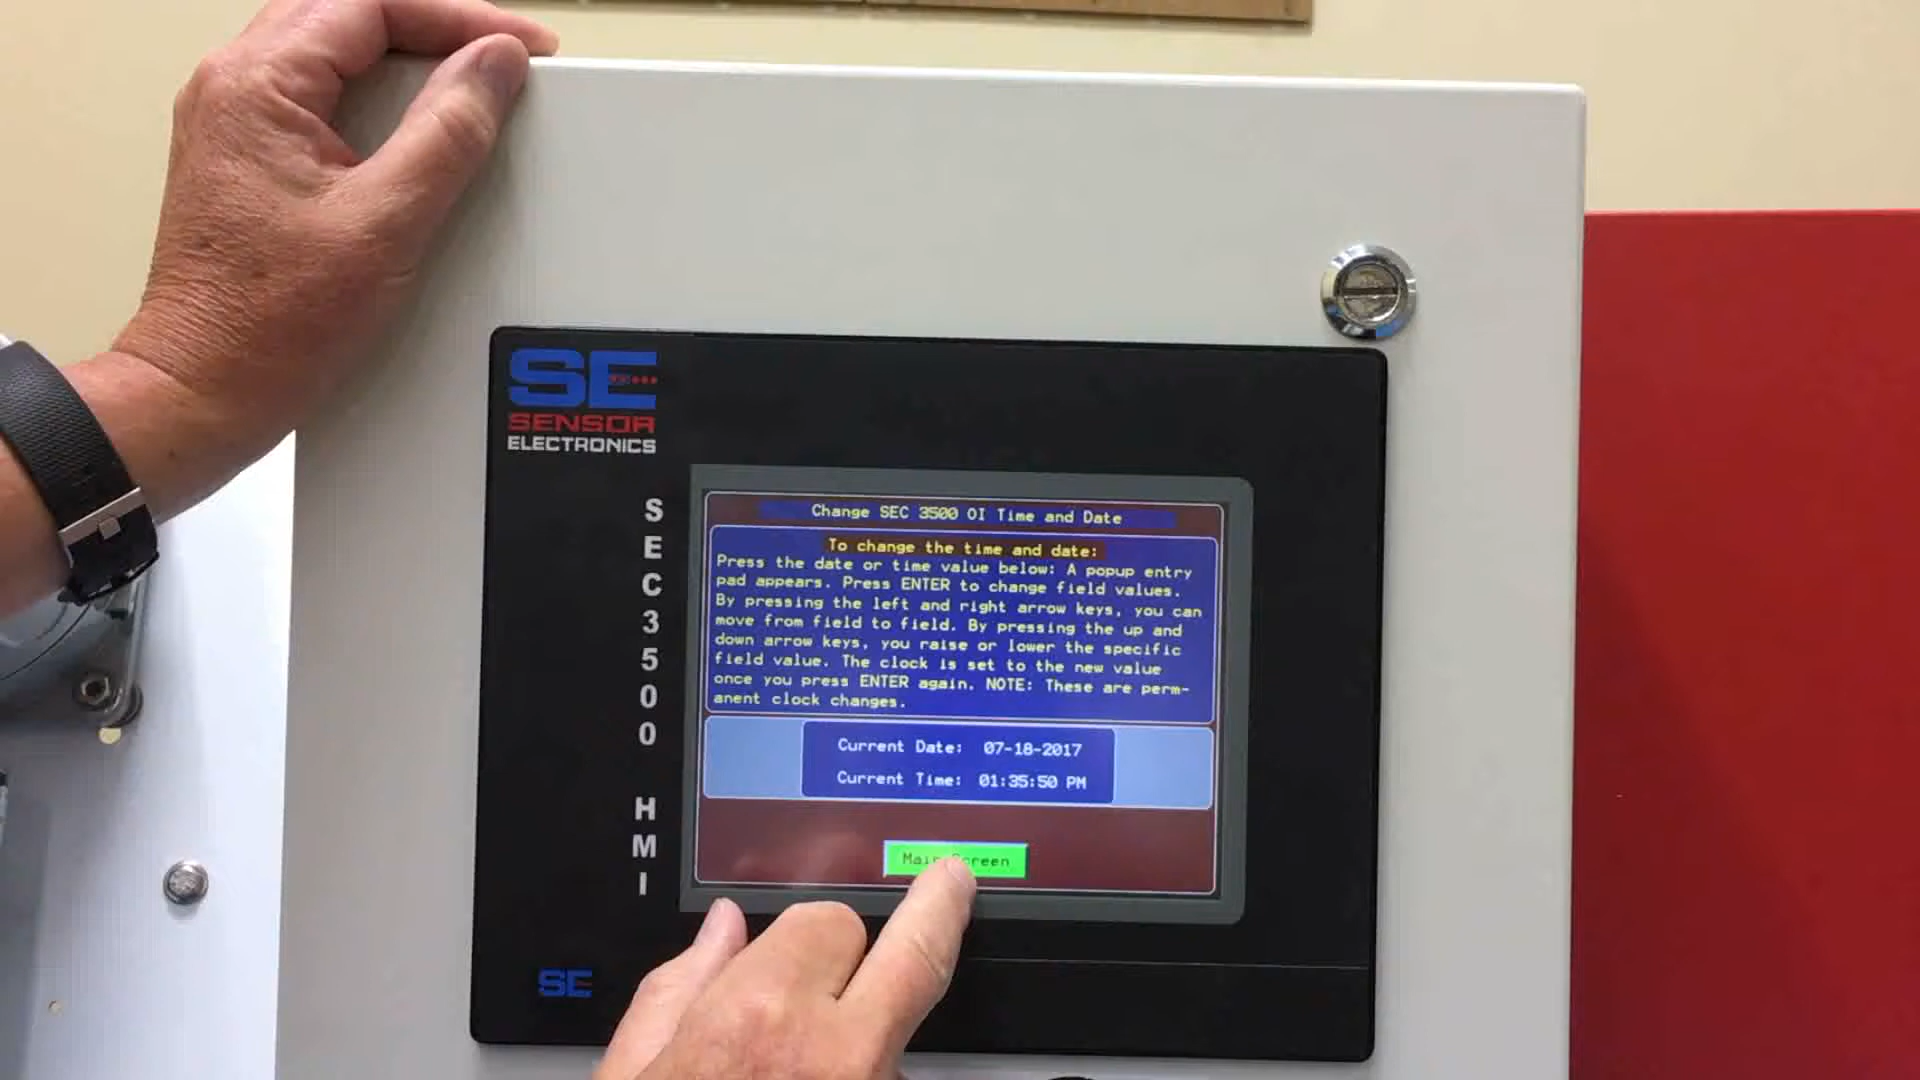 SE
SENSOR
ELECTRONICS
SEC3500 HMI
Change SEC 3500 OI Time and Date
To change the time and date:
Press the date or time value below: A popup entry
pad appears. Press ENTER to change field values.
By pressing the left and right arrow keys, you can
move from field to field. By pressing the up and
down arrow keys, you raise or lower the specific
field value. The clock is set to the new value
once you press ENTER again. NOTE: These are perm-
anent clock changes.
Current Date: 07-18-2017
Current Time: 01:35:50 PM
Main Screen
SE